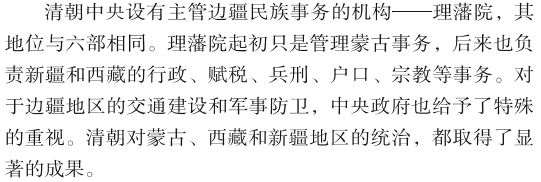 清朝中央设有主管边疆民族事务的机构——理藩院，其
地位与六部相同。理藩院起初只是管理蒙古事务，后来也负
责新疆和西藏的行政、赋税、兵刑、户口、宗教等事务。对
于边疆地区的交通建设和军事防卫，中央政府也给予了特殊
的重视。清朝对蒙古、西藏和新疆地区的统治，都取得了显
著的成果。